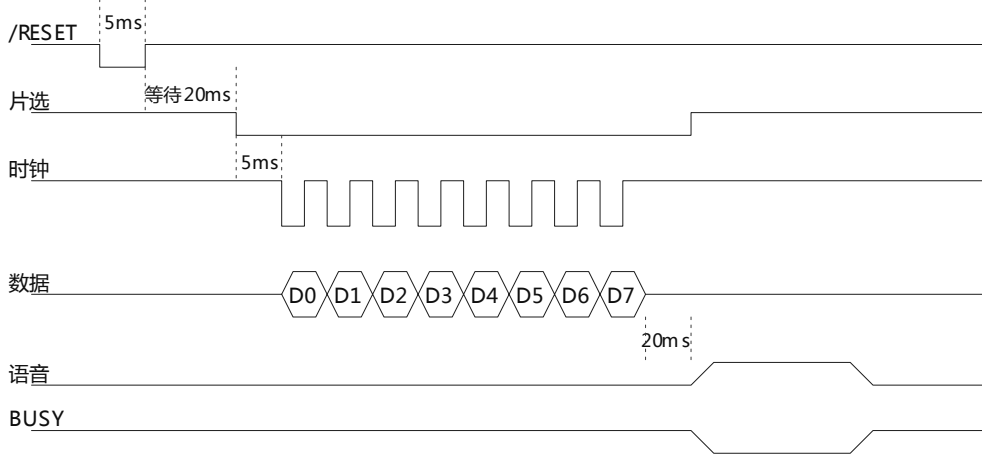 5ms
/RESET
等待20ms
片选
5ms
时钟
数据
D0 D1 D2 D3 D4 D5 D6 D7
20ms
语音
BUSY